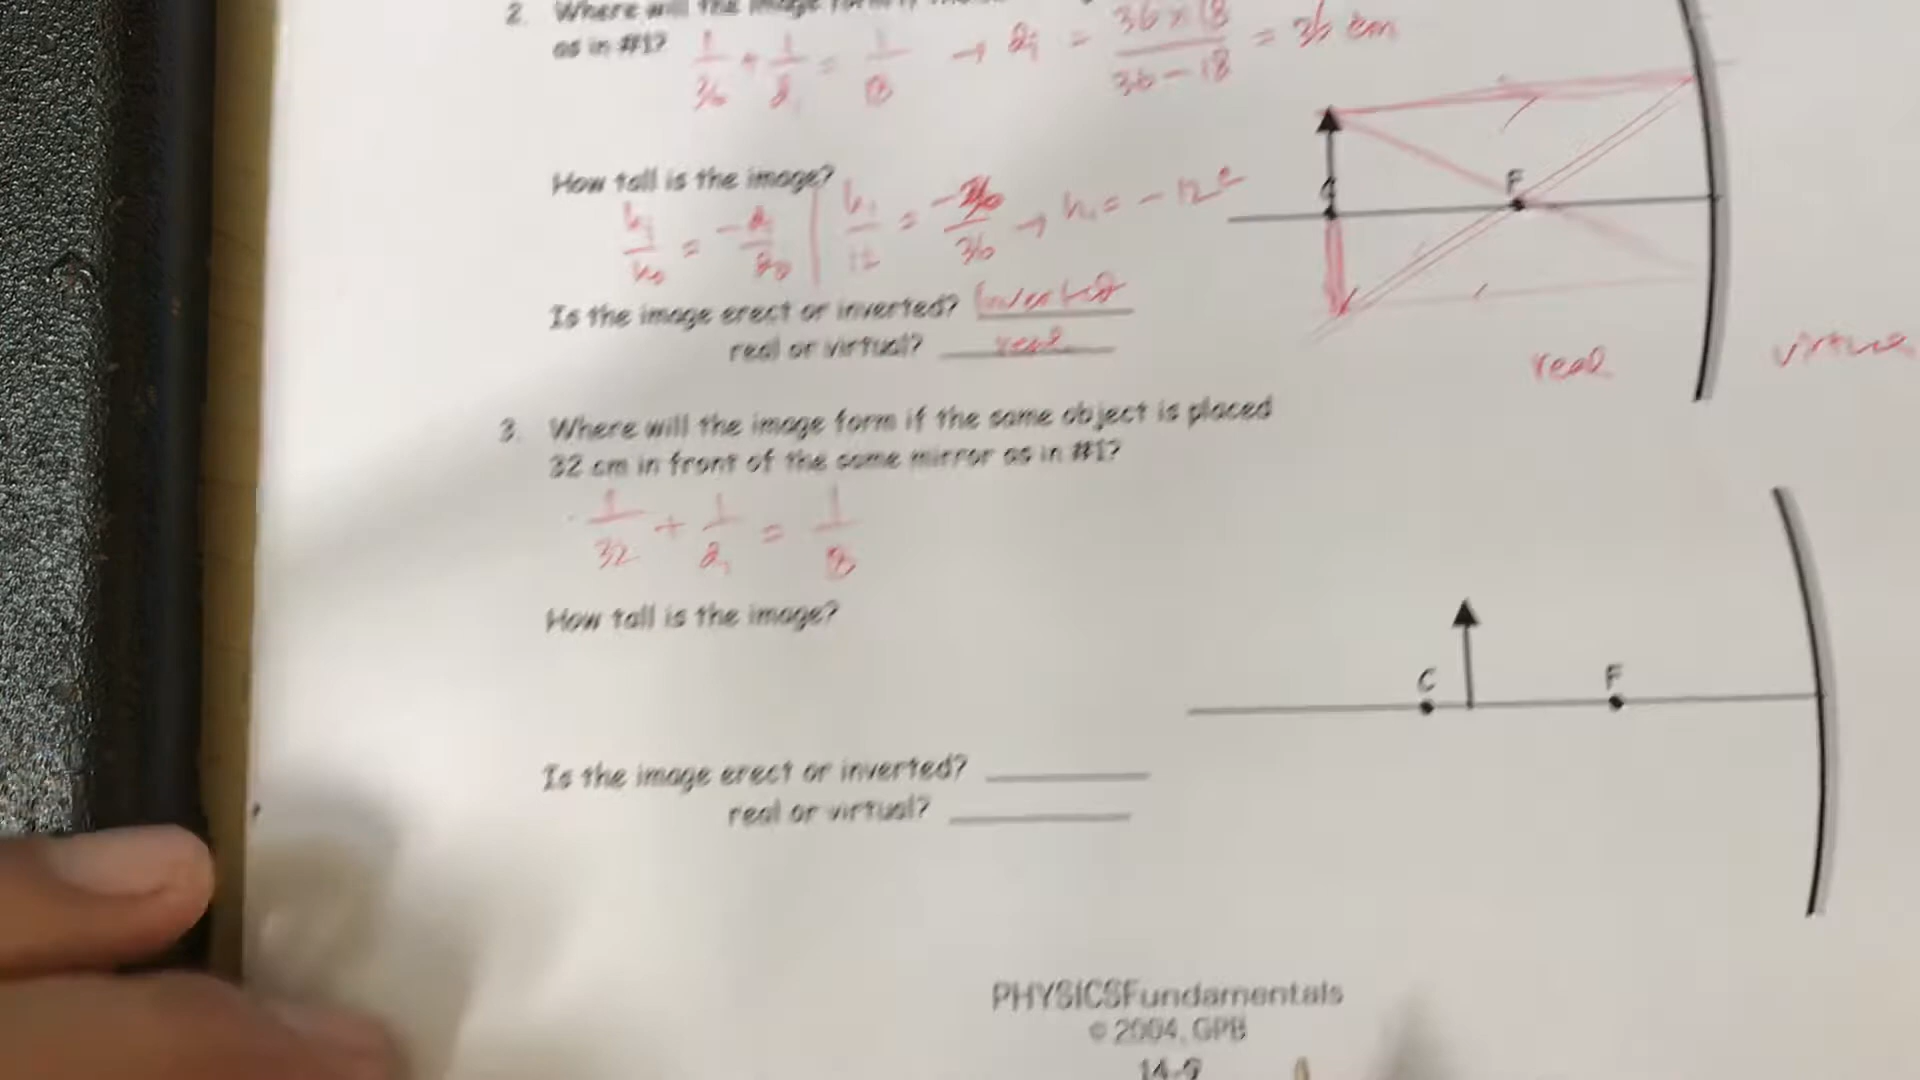 2. Where will the image form if
as in #1? 1/36 + 1/di = 1/18 → di = 36 x 18 / 36 - 18 = 36 cm
How tall is the image?
hi/ho = -di/do | hi/12 = -36/36 → hi = -12
Is the image erect or inverted? inverted
real or virtual? real
C F
real
3. Where will the image form if the same object is placed
32 cm in front of the same mirror as in #1?
1/32 + 1/di = 1/18
How tall is the image?
C F
Is the image erect or inverted?
real or virtual?
PHYSICSFundamentals
© 2004, GPB
14-9